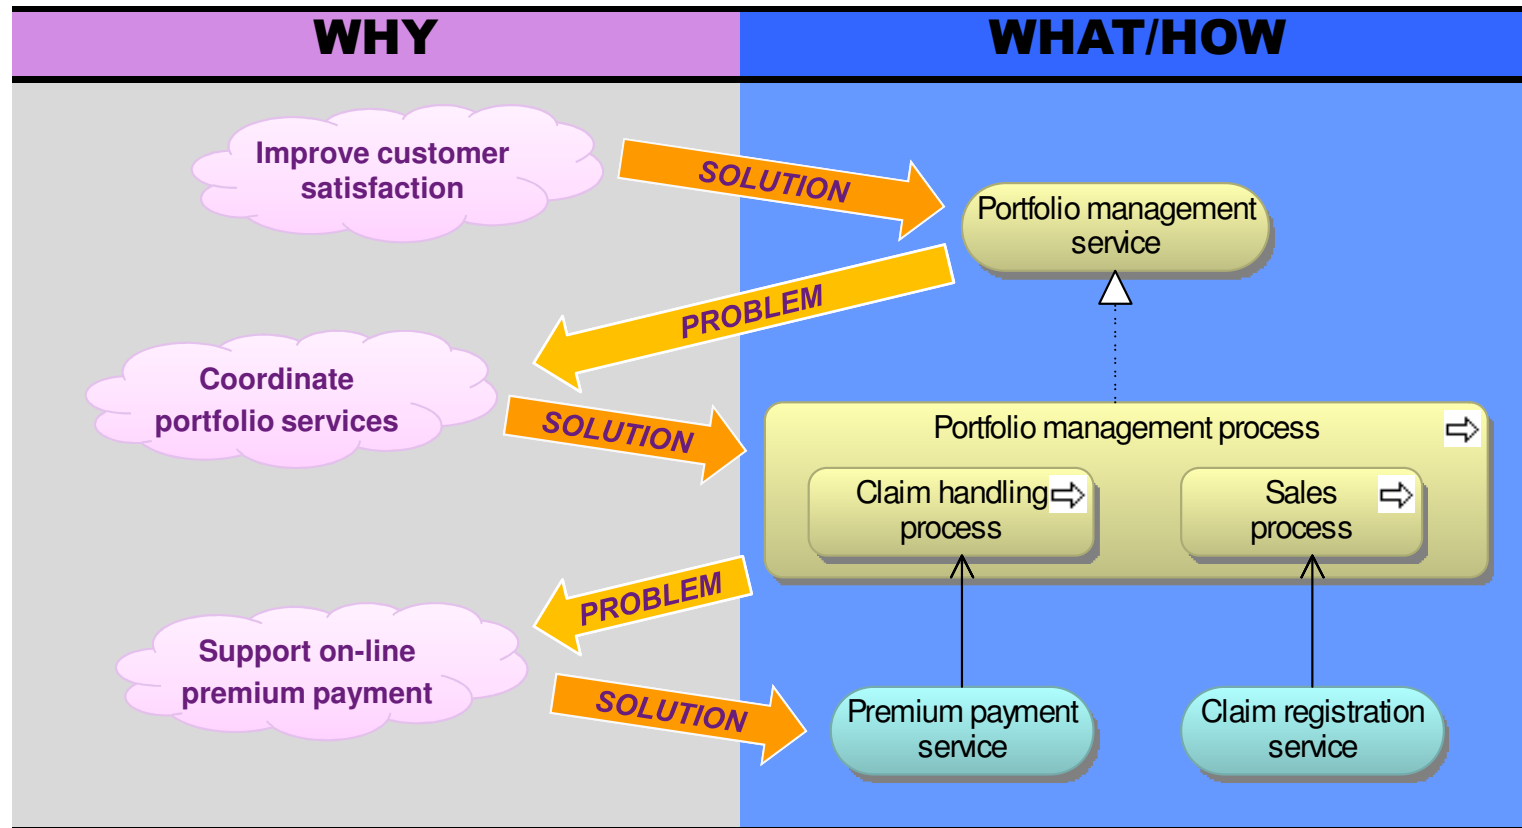 WHY
WHAT/HOW
Improve customer
satisfaction
SOLUTION
Portfolio management
service
PROBLEM
Coordinate
portfolio services
SOLUTION
Portfolio management process
Claim handling
process
Sales
process
PROBLEM
Support on-line
premium payment
SOLUTION
Premium payment
service
Claim registration
service